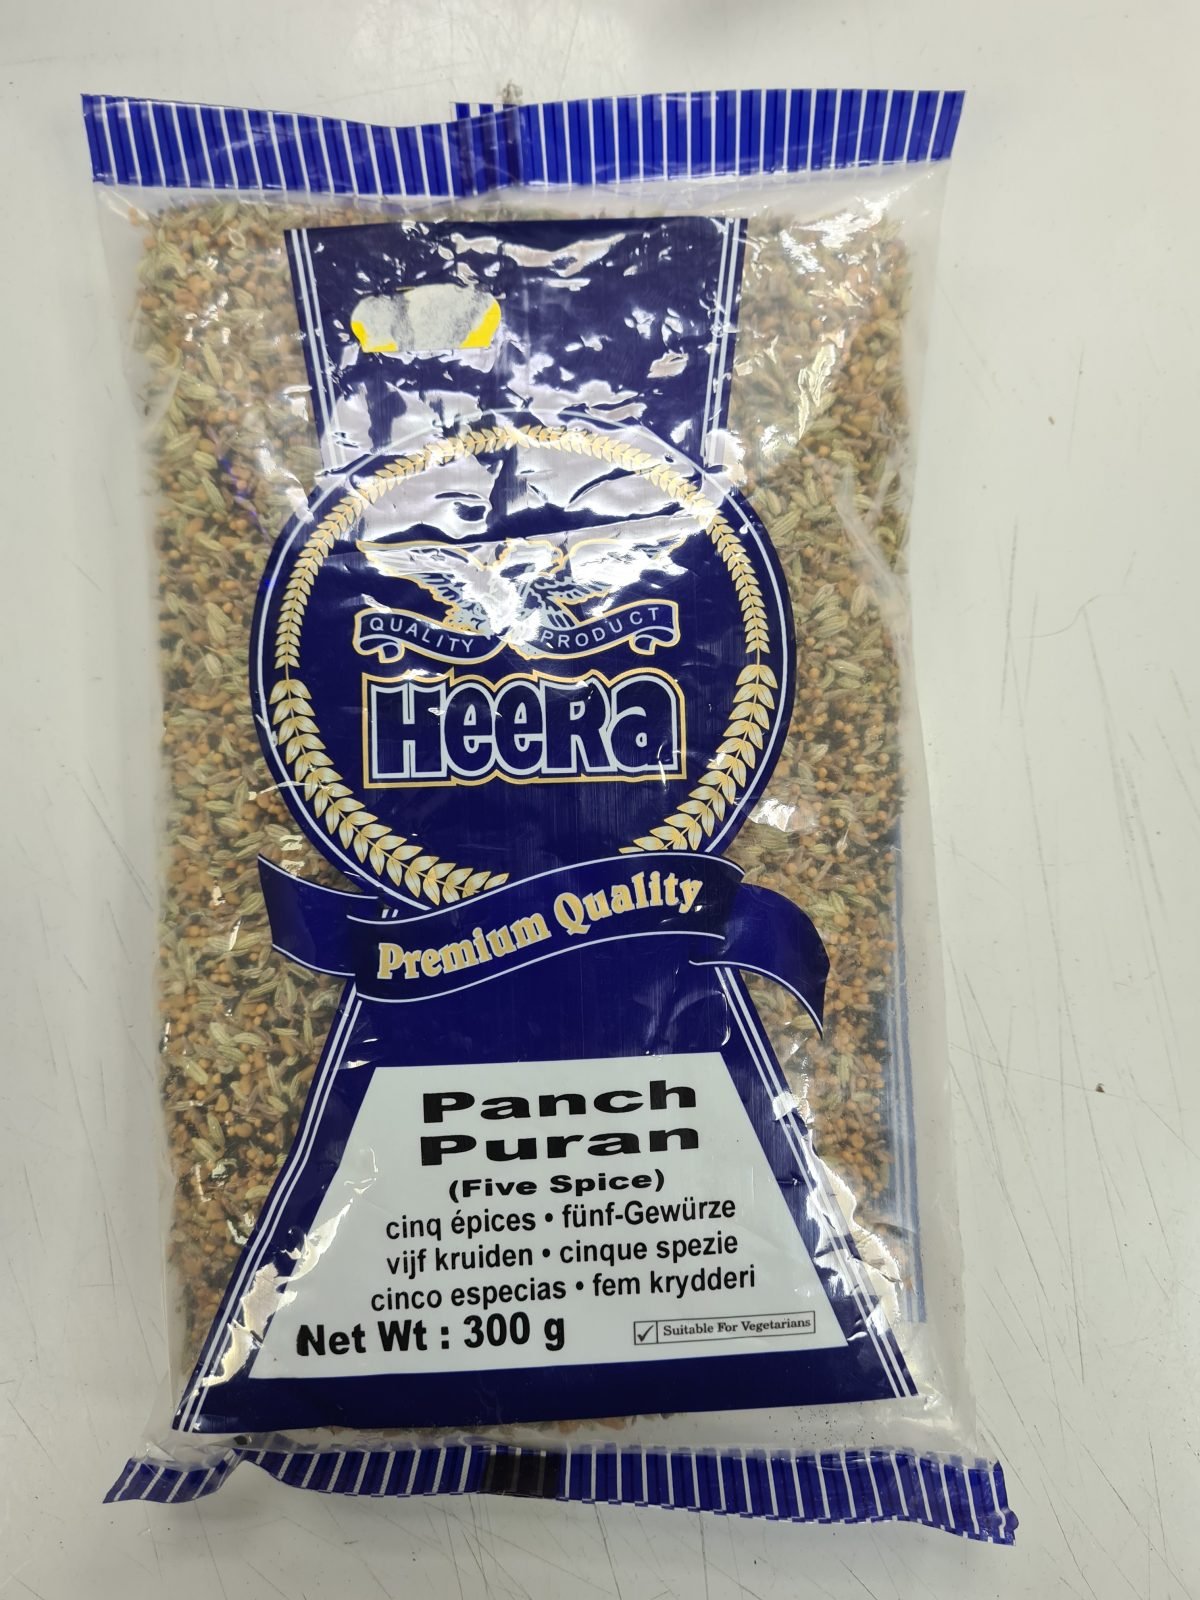 QUALITY PRODUCT
HeeRa
Premium Quality
Panch
Puran
(Five Spice)
cinq épices • fünf-Gewürze
vijf kruiden • cinque spezie
cinco especias • fem krydderi
Net Wt : 300 g
Suitable For Vegetarians